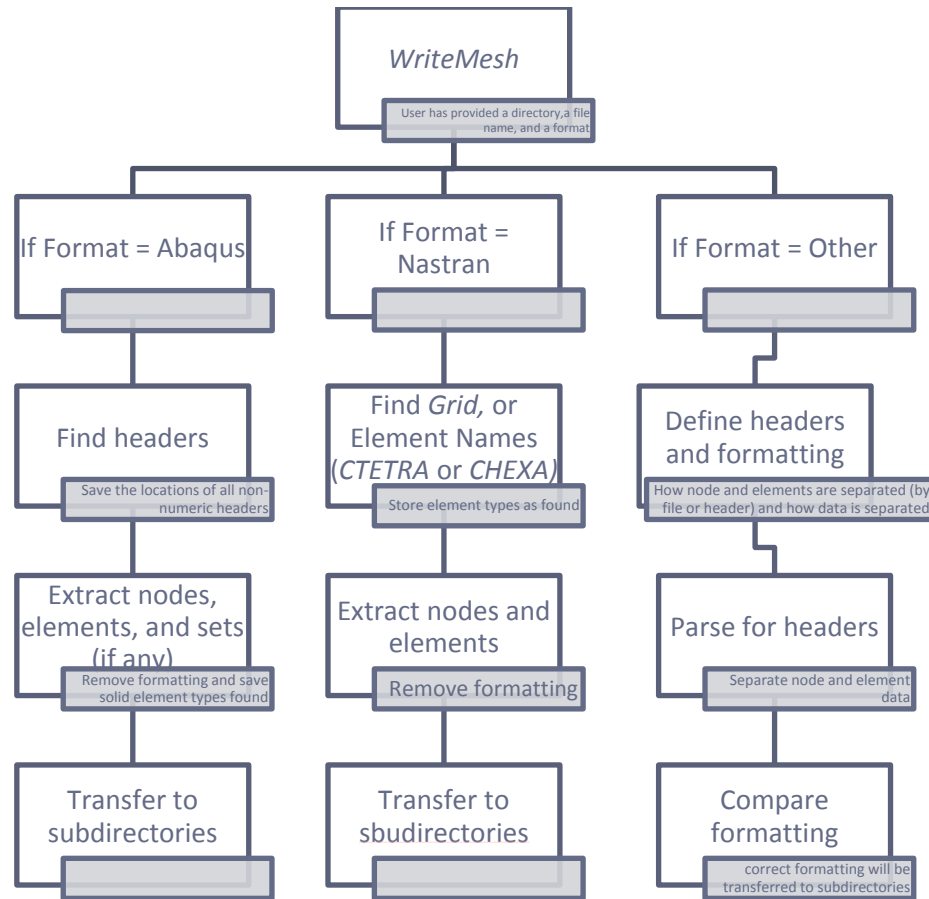 WriteMesh
User has provided a directory,a file
name, and a format
If Format = Abaqus
If Format =
Nastran
If Format = Other
Find headers
Save the locations of all non-
numeric headers
Find Grid, or
Element Names
(CTETRA or CHEXA)
Store element types as found
Define headers
and formatting
How node and elements are separated (by
file or header) and how data is separated
Extract nodes,
elements, and sets
(if any)
Remove formatting and save
solid element types found
Extract nodes and
elements
Remove formatting
Parse for headers
Separate node and element
data
Transfer to
subdirectories
Transfer to
sbudirectories
Compare
formatting
correct formatting will be
transferred to subdirectories